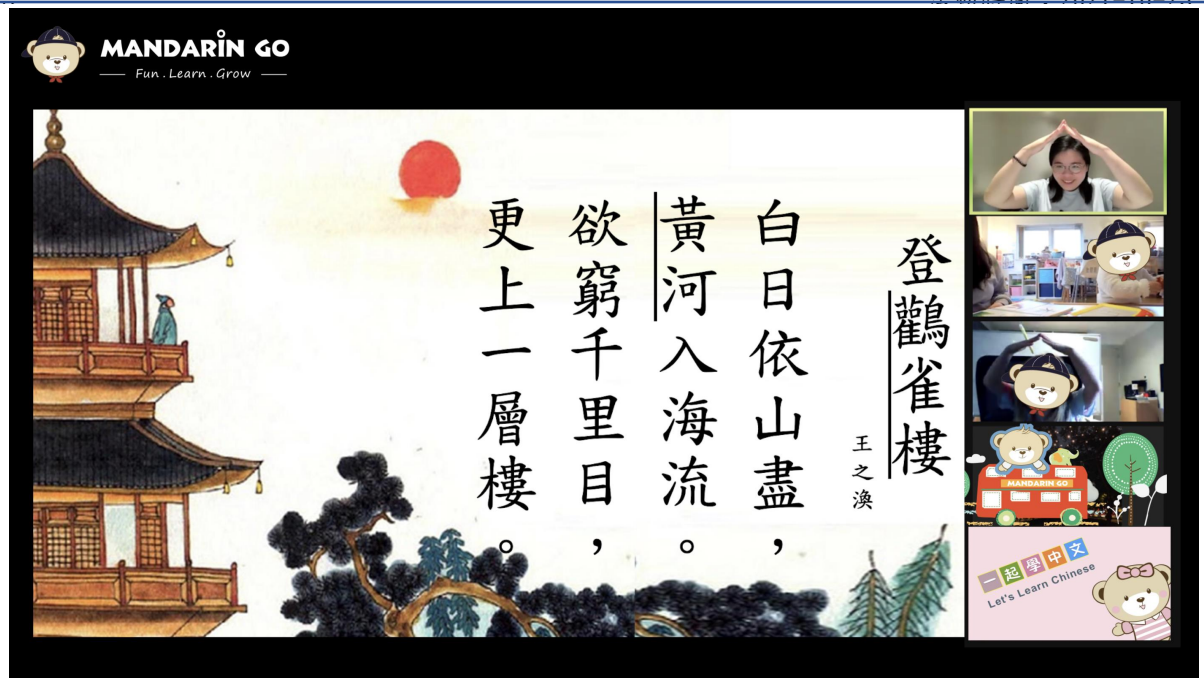 MANDARIN GO
Fun . Learn . Grow
登鸛雀樓
王之渙
白日依山盡，
黃河入海流。
欲窮千里目，
更上一層樓。
MANDARIN GO
一起學中文
Let's Learn Chinese